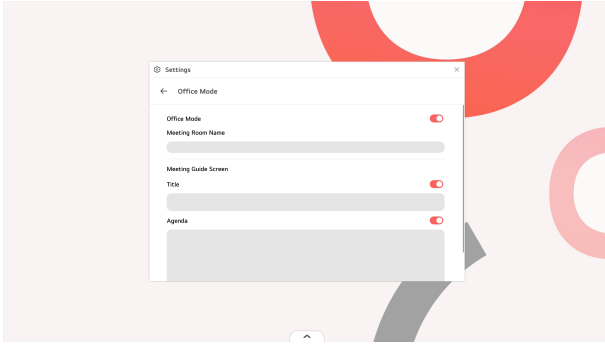 Settings
Office Mode
Office Mode
Meeting Room Name
Meeting Guide Screen
Title
Agenda